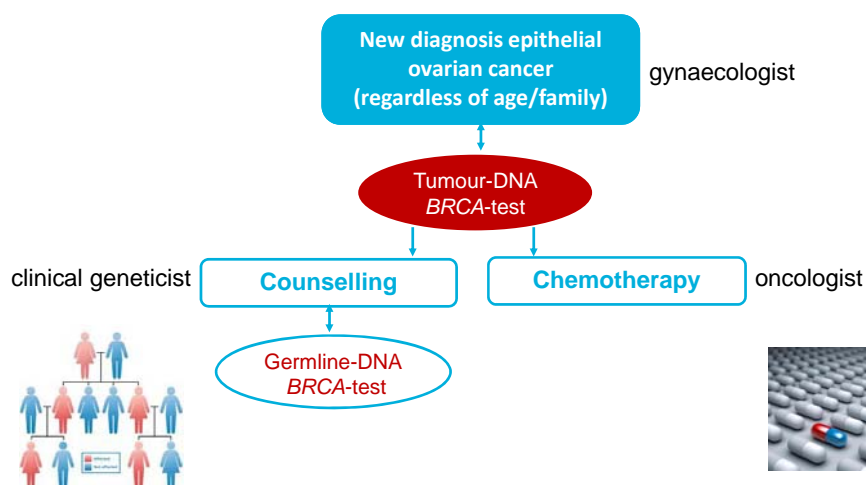 New diagnosis epithelial
ovarian cancer
(regardless of age/family)
gynaecologist
Tumour-DNA
BRCA-test
clinical geneticist
Counselling
Chemotherapy
oncologist
Germline-DNA
BRCA-test